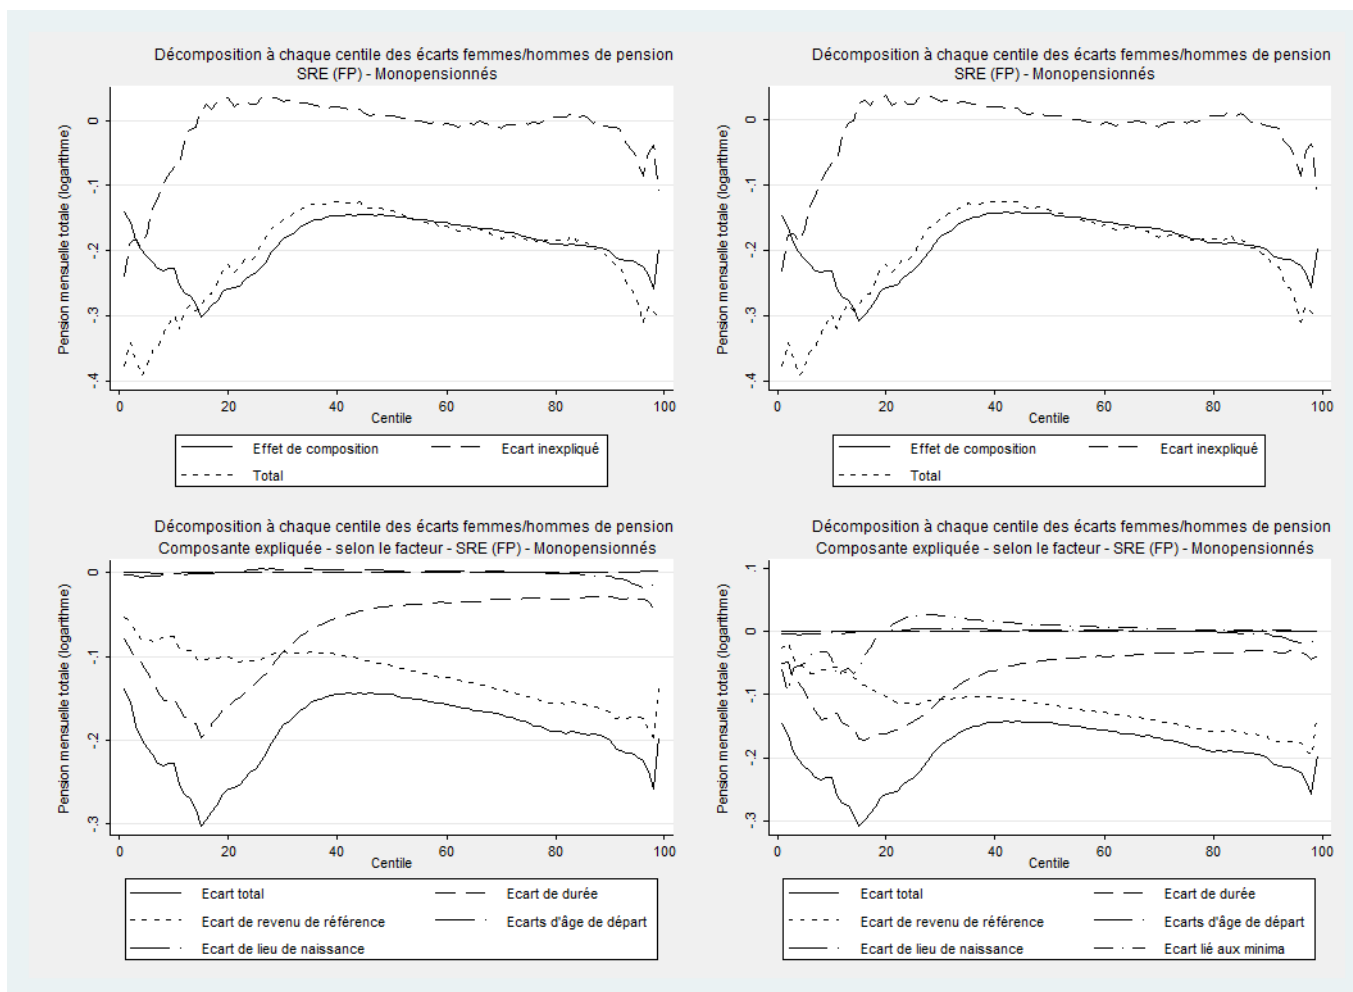 Décomposition à chaque centile des écarts femmes/hommes de pension
SRE (FP) - Monopensionnés
Pension mensuelle totale (logarithme)
0
-.1
-.2
-.3
-.4
0 20 40 60 80 100
Centile
Effet de composition Ecart inexpliqué
Total
Décomposition à chaque centile des écarts femmes/hommes de pension
SRE (FP) - Monopensionnés
Pension mensuelle totale (logarithme)
0
-.1
-.2
-.3
-.4
0 20 40 60 80 100
Centile
Effet de composition Ecart inexpliqué
Total
Décomposition à chaque centile des écarts femmes/hommes de pension
Composante expliquée - selon le facteur - SRE (FP) - Monopensionnés
Pension mensuelle totale (logarithme)
0
-.1
-.2
-.3
0 20 40 60 80 100
Centile
Ecart total Ecart de durée
Ecart de revenu de référence Ecarts d'âge de départ
Ecart de lieu de naissance
Décomposition à chaque centile des écarts femmes/hommes de pension
Composante expliquée - selon le facteur - SRE (FP) - Monopensionnés
Pension mensuelle totale (logarithme)
.1
0
-.1
-.2
-.3
0 20 40 60 80 100
Centile
Ecart total Ecart de durée
Ecart de revenu de référence Ecarts d'âge de départ
Ecart de lieu de naissance Ecart lié aux minima